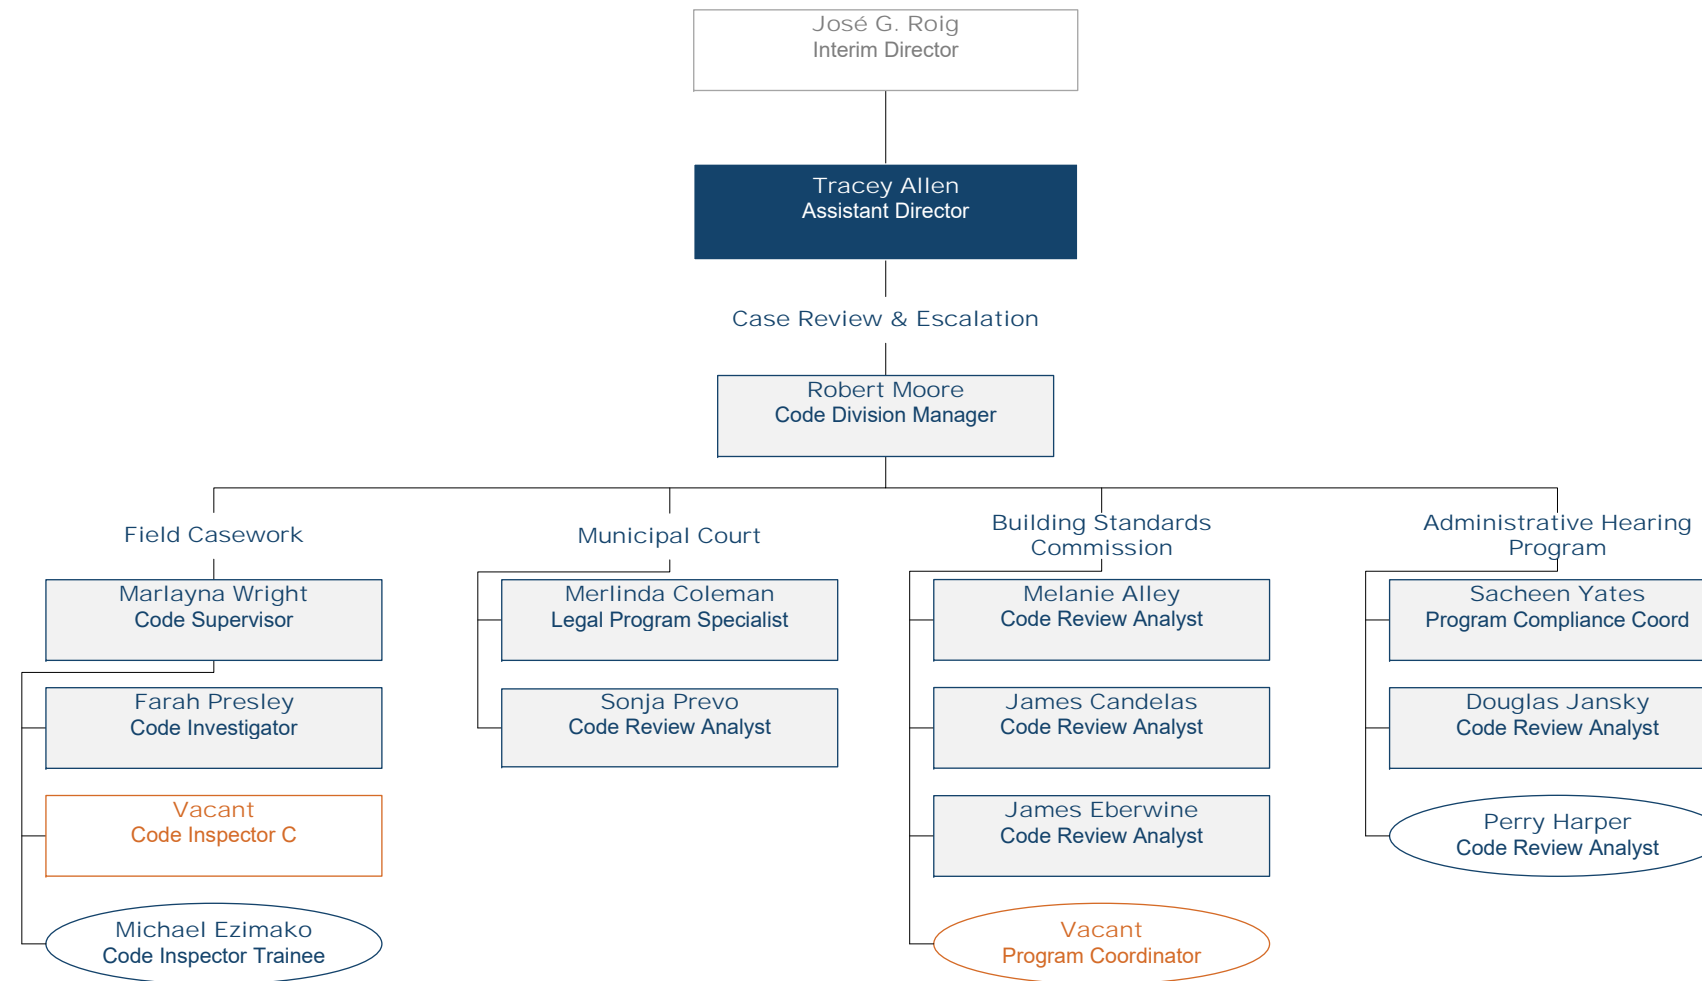 José G. Roig
Interim Director
Tracey Allen
Assistant Director
Case Review & Escalation
Robert Moore
Code Division Manager
Field Casework
Marlayna Wright
Code Supervisor
Farah Presley
Code Investigator
Vacant
Code Inspector C
Michael Ezimako
Code Inspector Trainee
Municipal Court
Merlinda Coleman
Legal Program Specialist
Sonja Prevo
Code Review Analyst
Building Standards
Commission
Melanie Alley
Code Review Analyst
James Candelas
Code Review Analyst
James Eberwine
Code Review Analyst
Vacant
Program Coordinator
Administrative Hearing
Program
Sacheen Yates
Program Compliance Coord
Douglas Jansky
Code Review Analyst
Perry Harper
Code Review Analyst